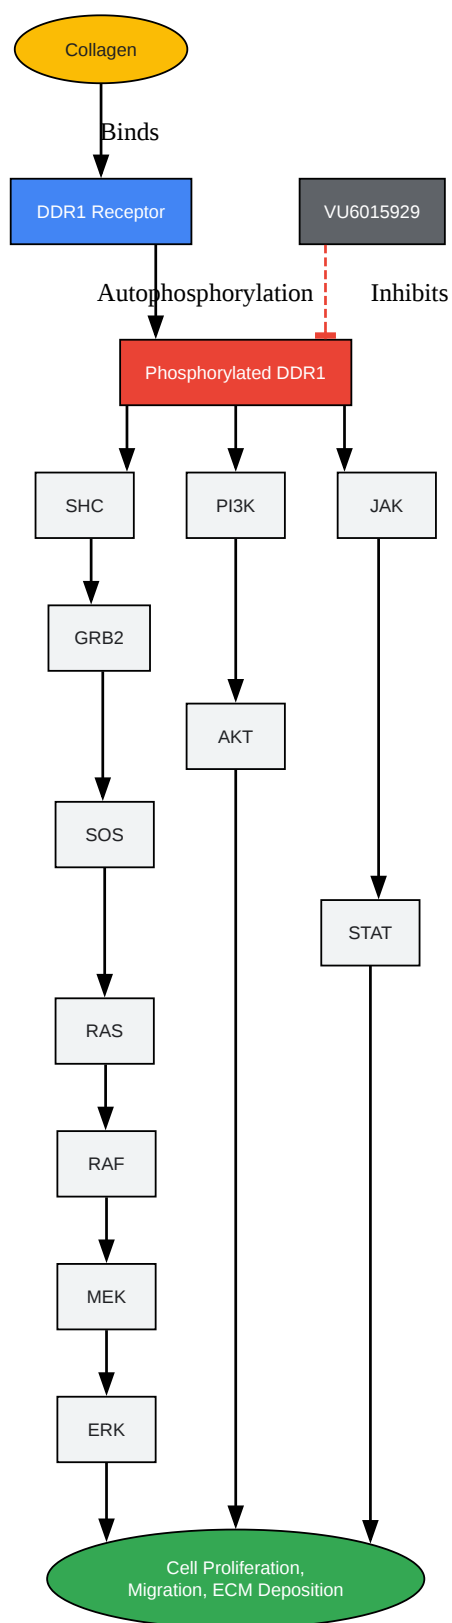 Collagen
Binds
DDR1 Receptor
VU6015929
Autophosphorylation
Inhibits
Phosphorylated DDR1
SHC
PI3K
JAK
GRB2
AKT
SOS
STAT
RAS
RAF
MEK
ERK
Cell Proliferation,
Migration, ECM Deposition